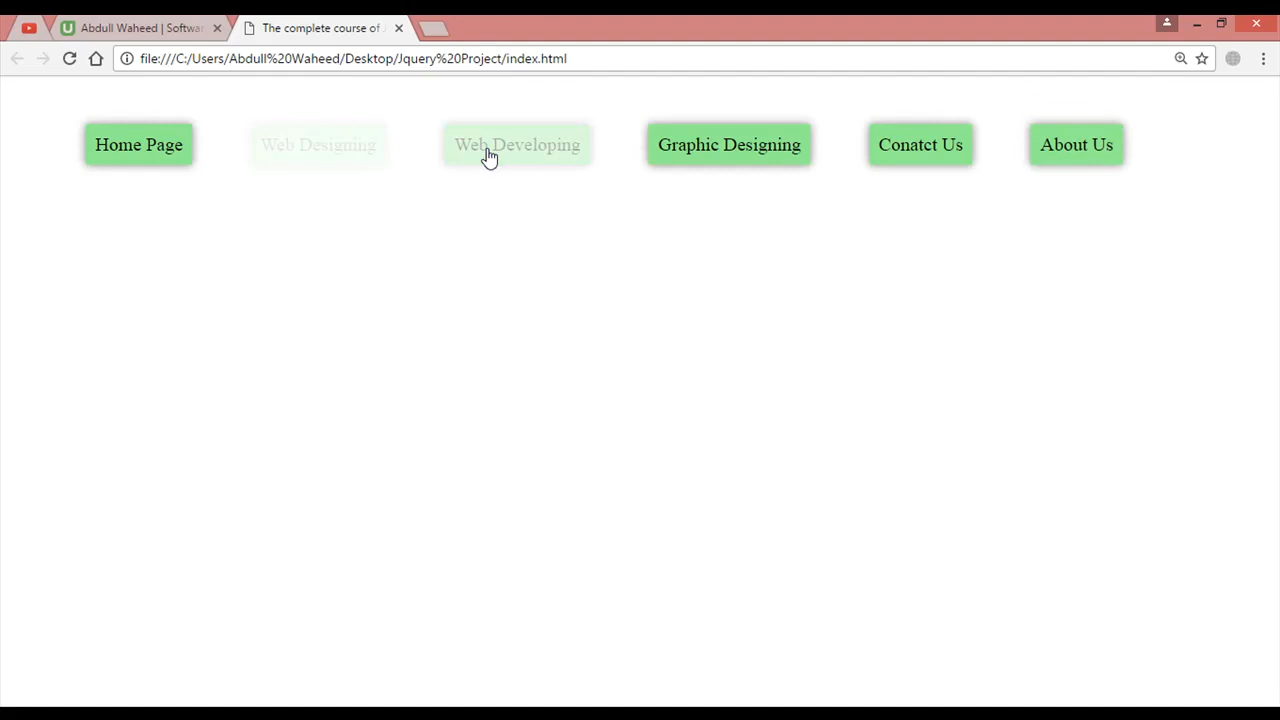 Abdull Waheed | Softwar
The complete course of
file:///C:/Users/Abdull%20Waheed/Desktop/Jquery%20Project/index.html
Home Page
Web Designing
Web Developing
Graphic Designing
Conatct Us
About Us